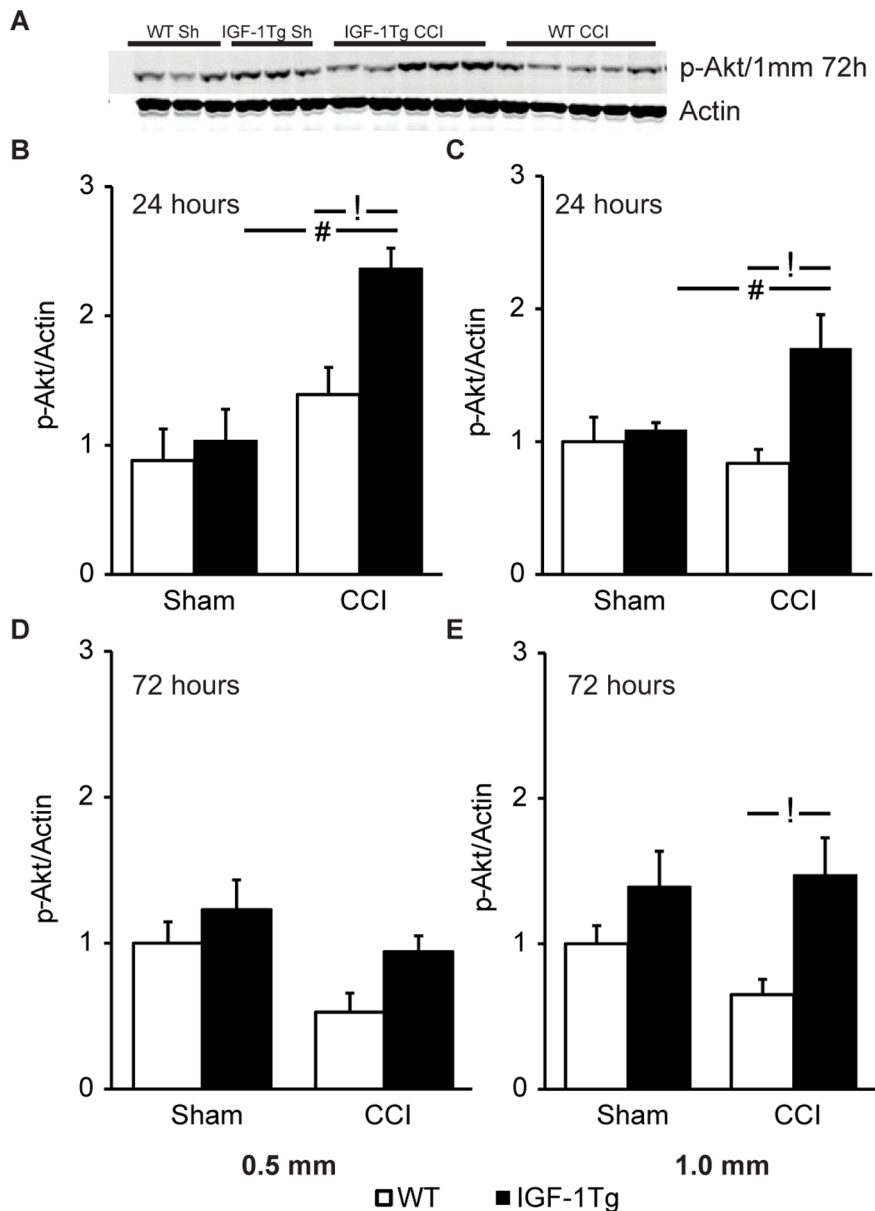 A
WT Sh IGF-1Tg Sh IGF-1Tg CCI WT CCI
p-Akt/1mm 72h
Actin
B
3
2
1
0
p-Akt/Actin
24 hours
!
#
Sham CCI
C
3
2
1
0
p-Akt/Actin
24 hours
!
#
Sham CCI
D
3
2
1
0
p-Akt/Actin
72 hours
Sham CCI
E
3
2
1
0
p-Akt/Actin
72 hours
!
Sham CCI
0.5 mm 1.0 mm
WT IGF-1Tg